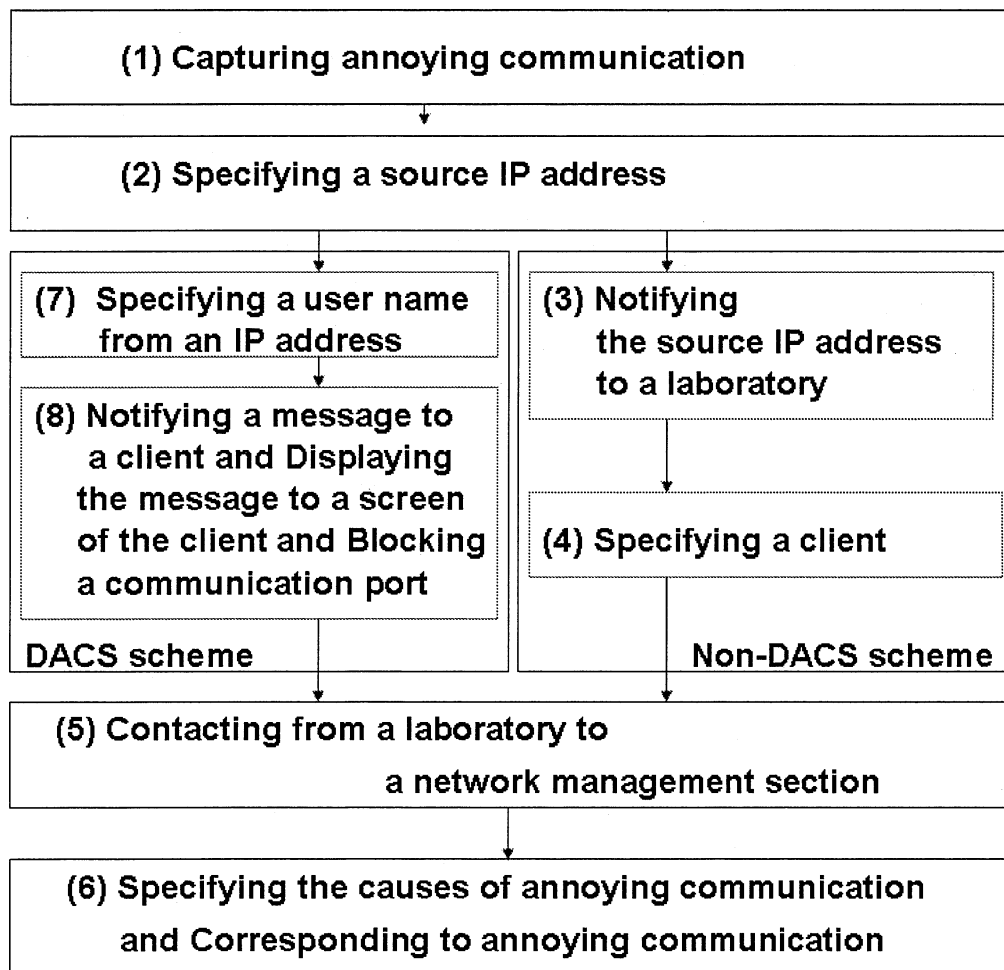 (1) Capturing annoying communication
(2) Specifying a source IP address
(7) Specifying a user name
from an IP address
(8) Notifying a message to
a client and Displaying
the message to a screen
of the client and Blocking
a communication port
DACS scheme
(3) Notifying
the source IP address
to a laboratory
(4) Specifying a client
Non-DACS scheme
(5) Contacting from a laboratory to
a network management section
(6) Specifying the causes of annoying communication
and Corresponding to annoying communication